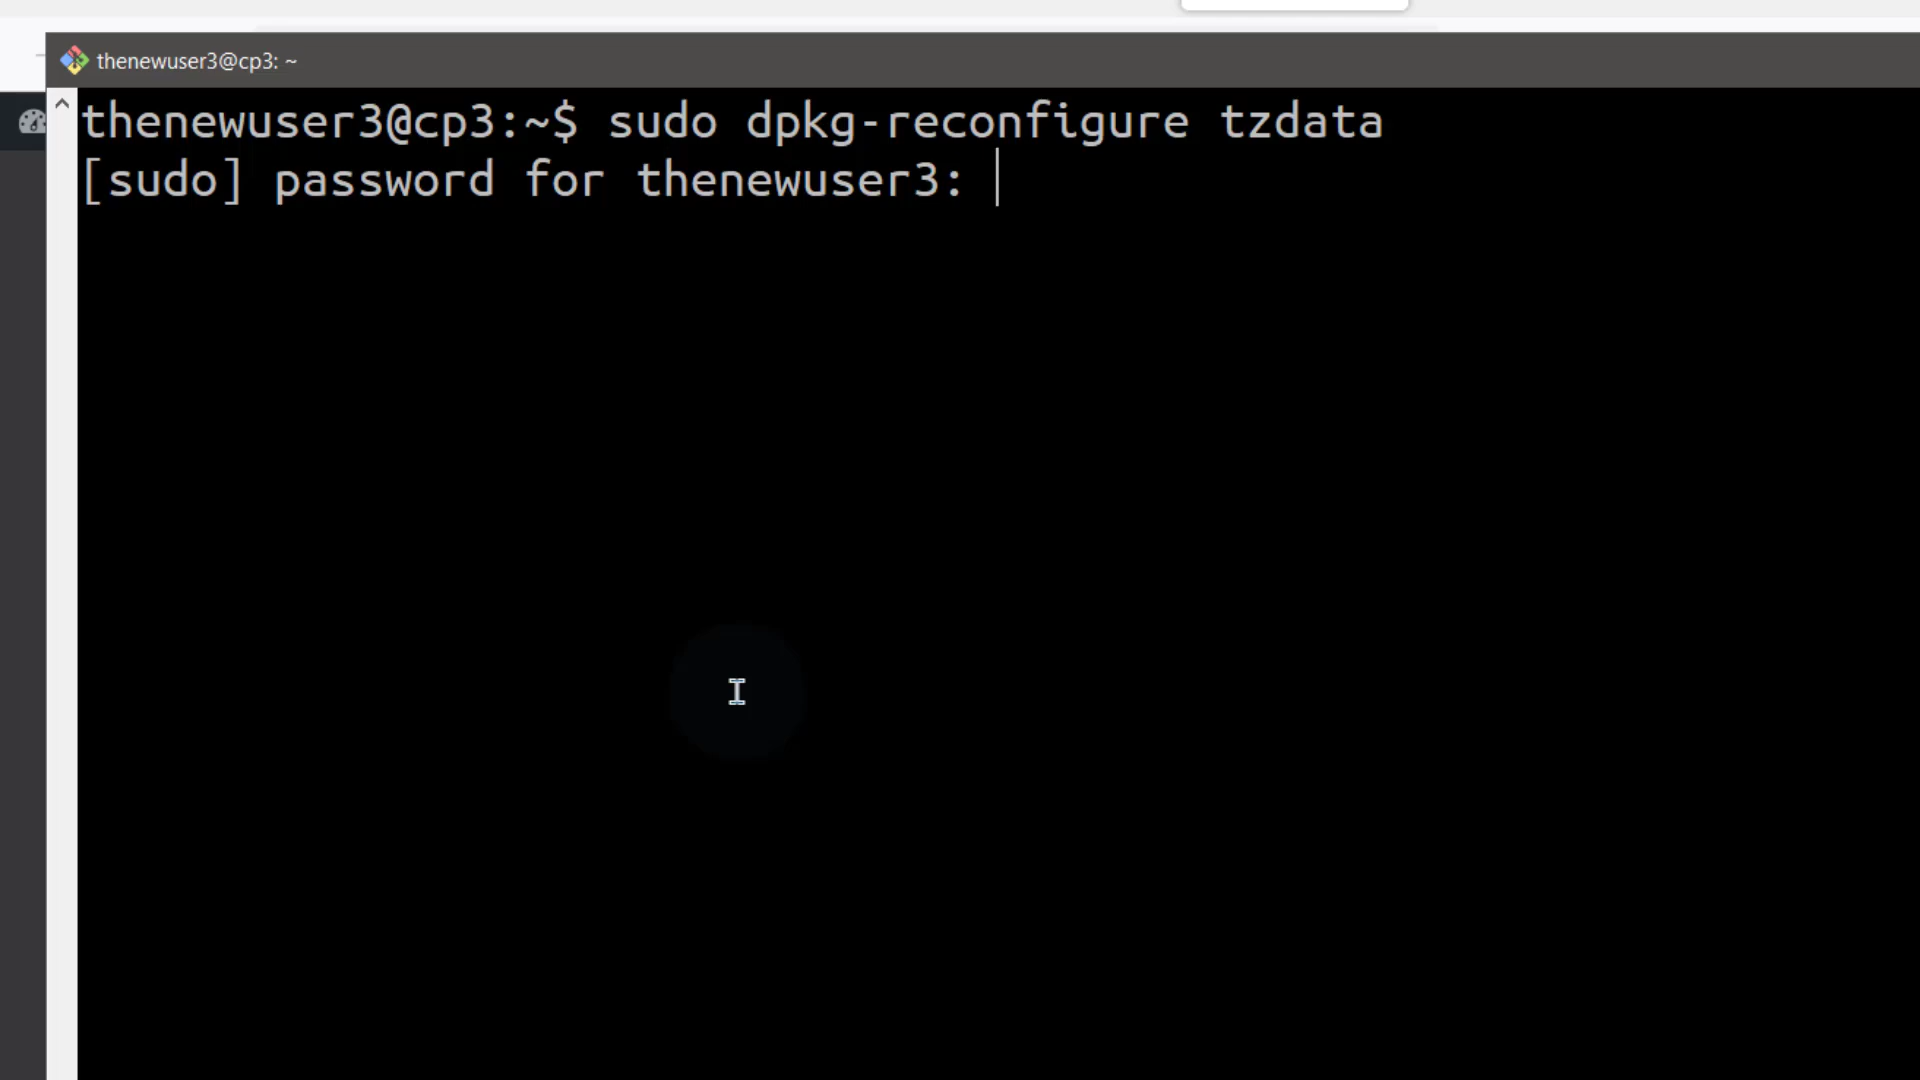 thenewuser3@cp3: ~
thenewuser3@cp3:~$ sudo dpkg-reconfigure tzdata
[sudo] password for thenewuser3: